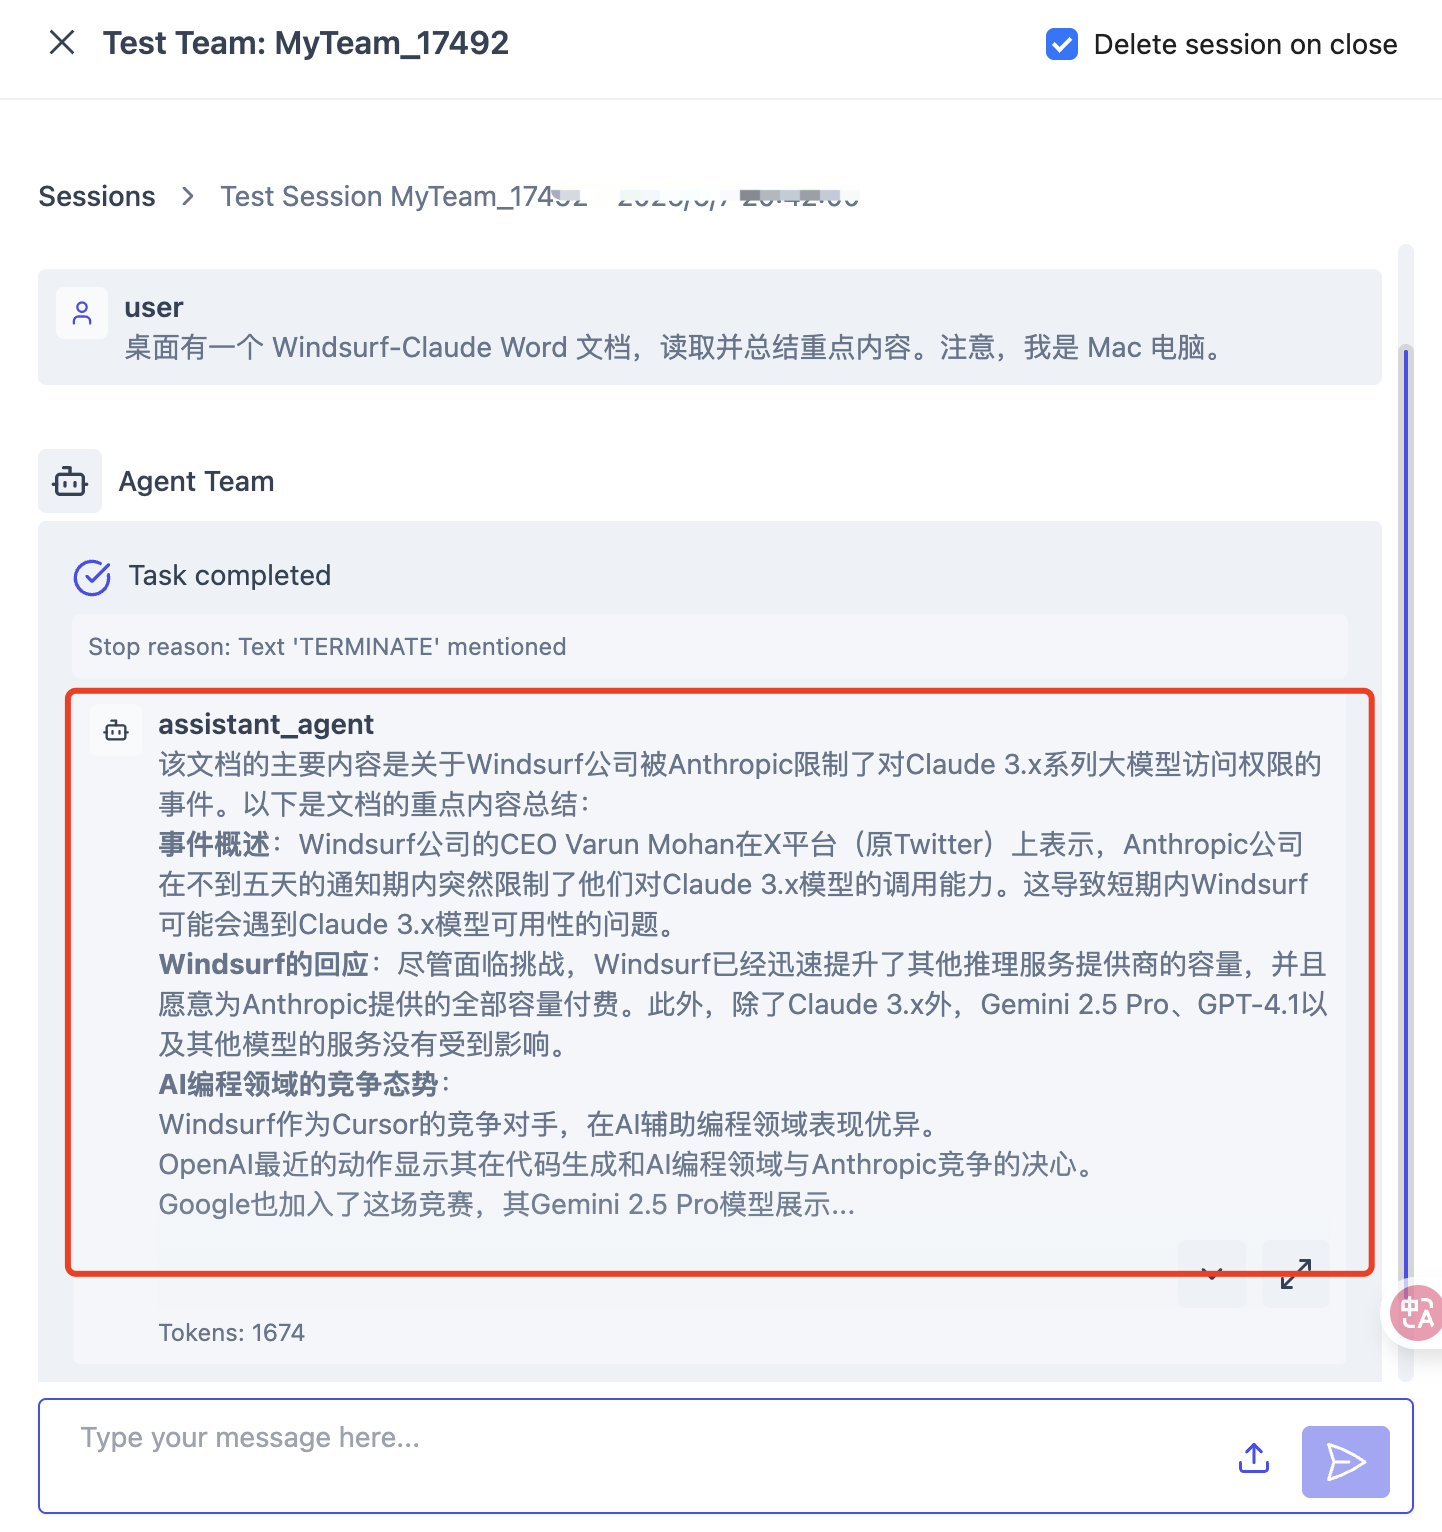 Test Team: MyTeam_17492
Delete session on close
Sessions > Test Session MyTeam_17492
user
桌面有一个 Windsurf-Claude Word 文档，读取并总结重点内容。注意，我是 Mac 电脑。
Agent Team
Task completed
Stop reason: Text 'TERMINATE' mentioned
assistant_agent
该文档的主要内容是关于Windsurf公司被Anthropic限制了对Claude 3.x系列大模型访问权限的
事件。以下是文档的重点内容总结：
事件概述：Windsurf公司的CEO Varun Mohan在X平台（原Twitter）上表示，Anthropic公司
在不到五天的通知期内突然限制了他们对Claude 3.x模型的调用能力。这导致短期内Windsurf
可能会遇到Claude 3.x模型可用性的问题。
Windsurf的回应：尽管面临挑战，Windsurf已经迅速提升了其他推理服务提供商的容量，并且
愿意为Anthropic提供的全部容量付费。此外，除了Claude 3.x外，Gemini 2.5 Pro、GPT-4.1以
及其他模型的服务没有受到影响。
AI编程领域的竞争态势：
Windsurf作为Cursor的竞争对手，在AI辅助编程领域表现优异。
OpenAI最近的动作显示其在代码生成和AI编程领域与Anthropic竞争的决心。
Google也加入了这场竞赛，其Gemini 2.5 Pro模型展示...
Tokens: 1674
中A
Type your message here...